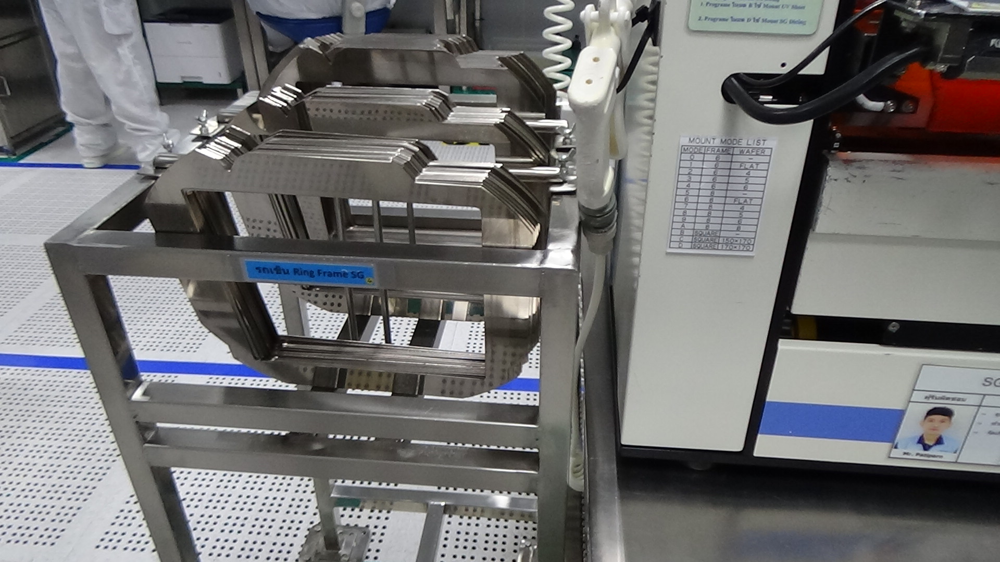 1. Programe โหมด B ใช้ Mount UV Sheet
2. Programe โหมด D ใช้ Mount SG Dicing
MOUNT MODE LIST
MODE FRAME WAFER
0 6 -
1 6 FLAT
2 6 4
3 6 5
4 6 6
5 8 -
6 8 FLAT
7 8 4
8 8 5
9 8 6
A 8 8
B SQUARE -
C SQUARE 150×170
D SQUARE 170×170
รถเข็น Ring Frame SG
4
SG
ผู้รับผิดชอบ